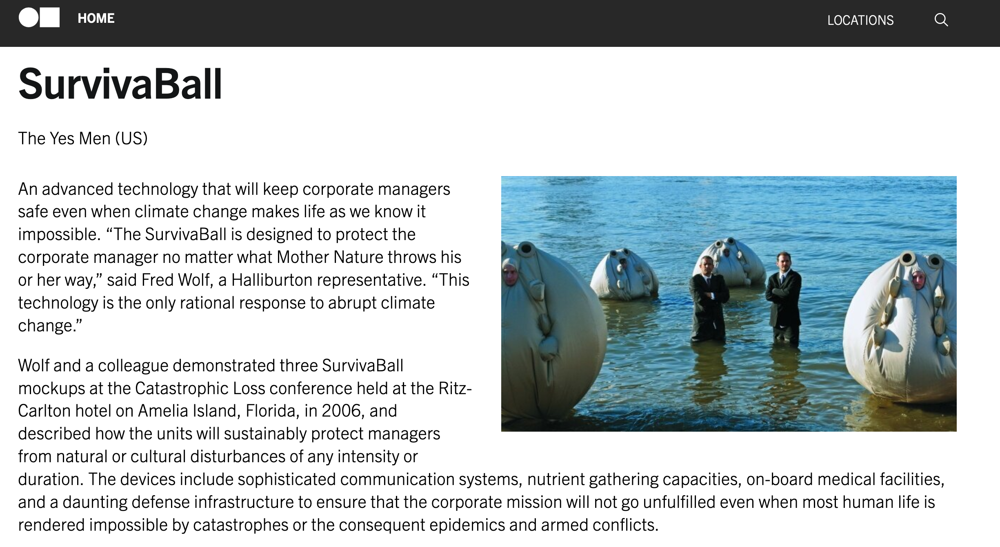 HOME
LOCATIONS
SurvivaBall
The Yes Men (US)
An advanced technology that will keep corporate managers
safe even when climate change makes life as we know it
impossible. “The SurvivaBall is designed to protect the
corporate manager no matter what Mother Nature throws his
or her way,” said Fred Wolf, a Halliburton representative. “This
technology is the only rational response to abrupt climate
change.”
Wolf and a colleague demonstrated three SurvivaBall
mockups at the Catastrophic Loss conference held at the Ritz-
Carlton hotel on Amelia Island, Florida, in 2006, and
described how the units will sustainably protect managers
from natural or cultural disturbances of any intensity or
duration. The devices include sophisticated communication systems, nutrient gathering capacities, on-board medical facilities,
and a daunting defense infrastructure to ensure that the corporate mission will not go unfulfilled even when most human life is
rendered impossible by catastrophes or the consequent epidemics and armed conflicts.